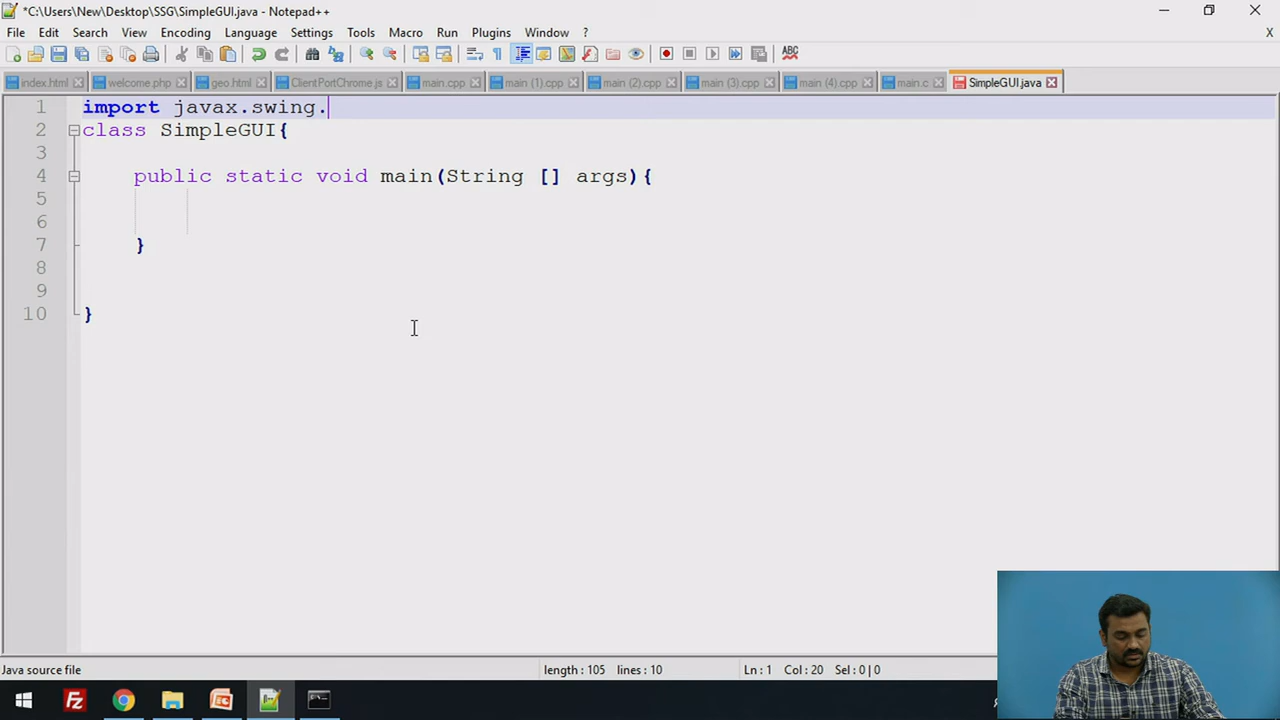 *C:\Users\New\Desktop\SSG\SimpleGUI.java - Notepad++
File Edit Search View Encoding Language Settings Tools Macro Run Plugins Window ? X
index.html welcome.php geo.html ClientPortChrome.js main.cpp main (1).cpp main (2).cpp main (3).cpp main (4).cpp main.c SimpleGUI.java
1 import javax.swing.
2 class SimpleGUI{
3
4 public static void main(String [] args){
5
6
7 }
8
9
10 }
Java source file length : 105 lines : 10 Ln : 1 Col : 20 Sel : 0 | 0